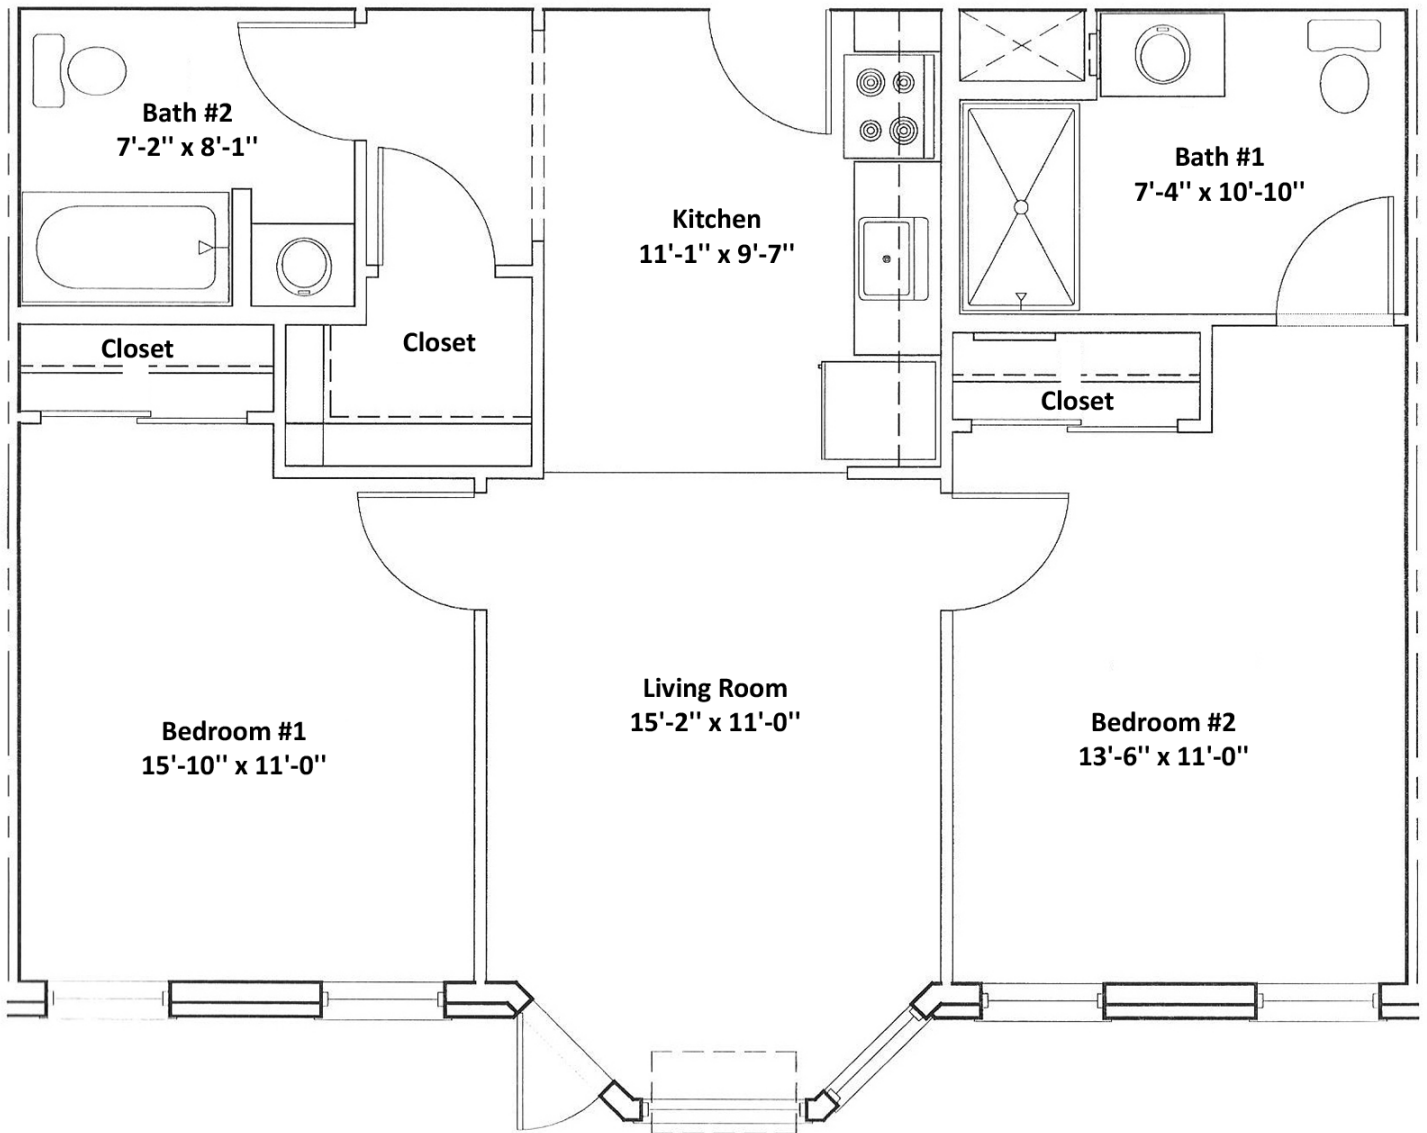 Bath #2
7'-2'' x 8'-1''
Kitchen
11'-1'' x 9'-7''
Bath #1
7'-4'' x 10'-10''
Closet
Closet
Closet
Living Room
15'-2'' x 11'-0''
Bedroom #1
15'-10'' x 11'-0''
Bedroom #2
13'-6'' x 11'-0''